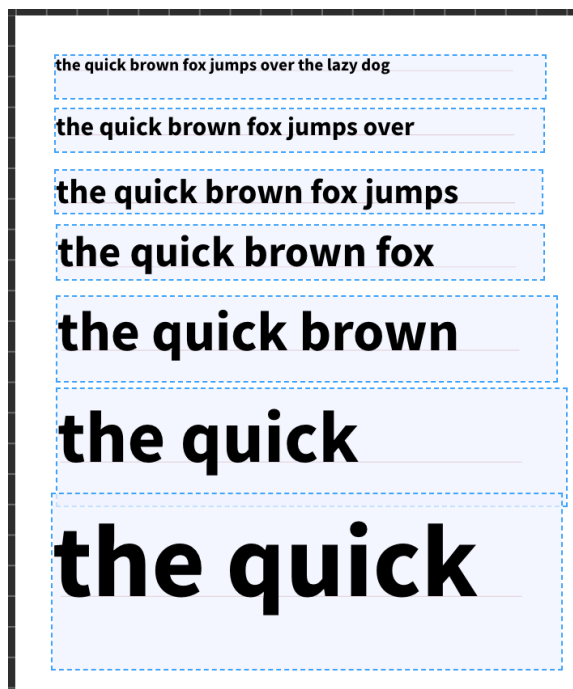 the quick brown fox jumps over the lazy dog
the quick brown fox jumps over
the quick brown fox jumps
the quick brown fox
the quick brown
the quick
the quick